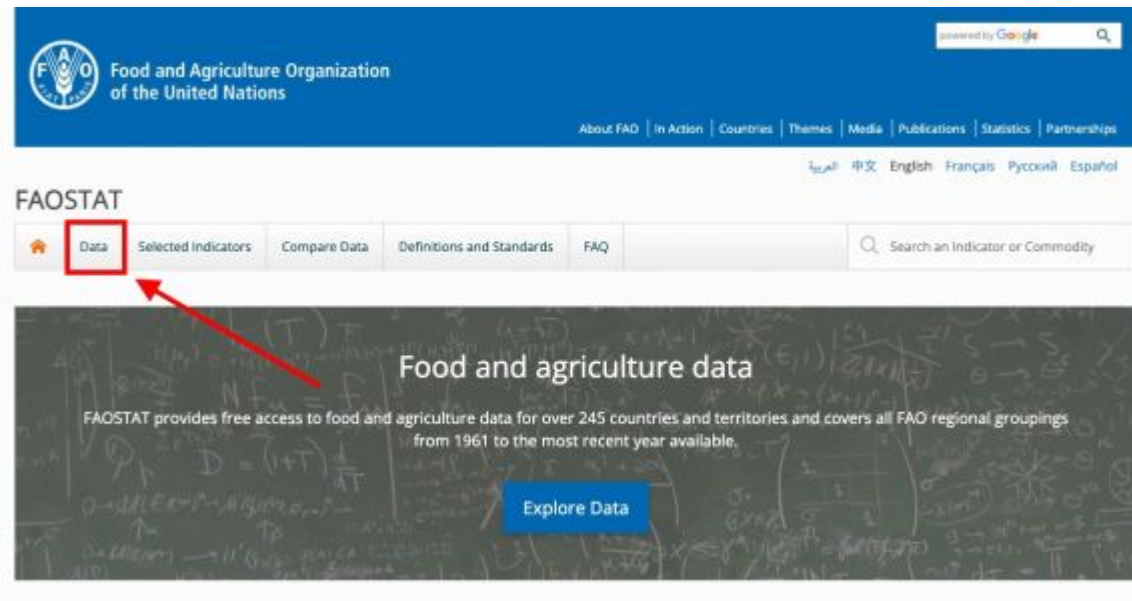 powered by Google
FAO
FIAT PANIS
Food and Agriculture Organization
of the United Nations
About FAO | In Action | Countries | Themes | Media | Publications | Statistics | Partnerships
العربية 中文 English Français Русский Español
FAOSTAT
Data Selected Indicators Compare Data Definitions and Standards FAQ Search an Indicator or Commodity
Food and agriculture data
FAOSTAT provides free access to food and agriculture data for over 245 countries and territories and covers all FAO regional groupings
from 1961 to the most recent year available.
Explore Data